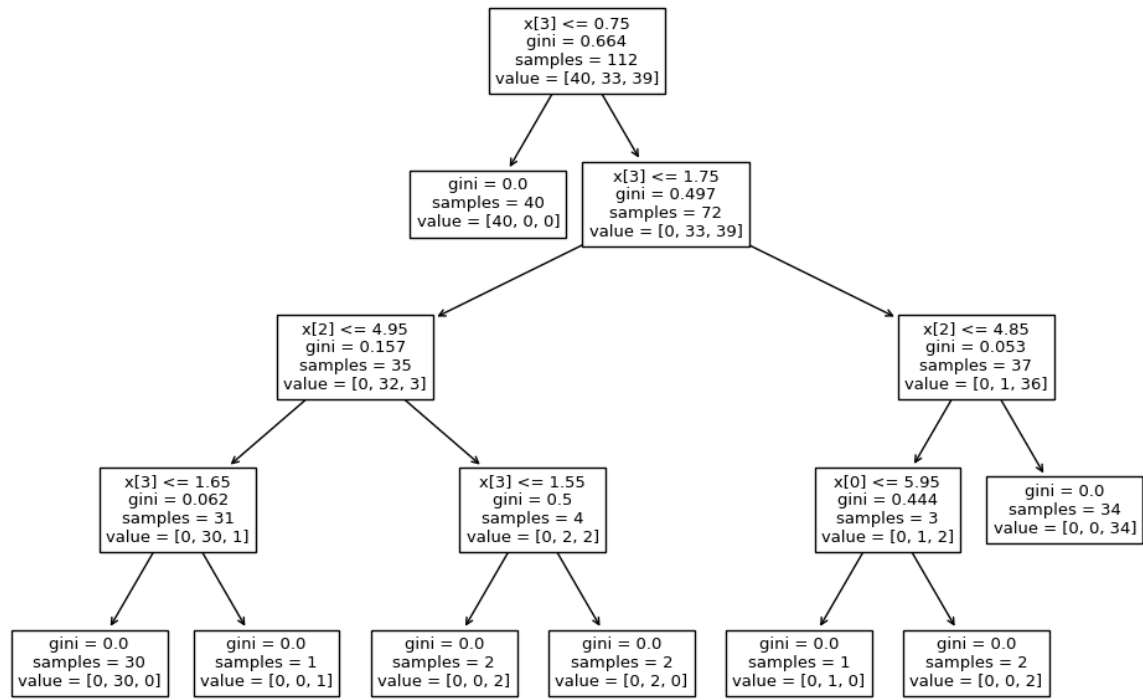 x[3] <= 0.75
gini = 0.664
samples = 112
value = [40, 33, 39]
gini = 0.0
samples = 40
value = [40, 0, 0]
x[3] <= 1.75
gini = 0.497
samples = 72
value = [0, 33, 39]
x[2] <= 4.95
gini = 0.157
samples = 35
value = [0, 32, 3]
x[2] <= 4.85
gini = 0.053
samples = 37
value = [0, 1, 36]
x[3] <= 1.65
gini = 0.062
samples = 31
value = [0, 30, 1]
x[3] <= 1.55
gini = 0.5
samples = 4
value = [0, 2, 2]
x[0] <= 5.95
gini = 0.444
samples = 3
value = [0, 1, 2]
gini = 0.0
samples = 34
value = [0, 0, 34]
gini = 0.0
samples = 30
value = [0, 30, 0]
gini = 0.0
samples = 1
value = [0, 0, 1]
gini = 0.0
samples = 2
value = [0, 0, 2]
gini = 0.0
samples = 2
value = [0, 2, 0]
gini = 0.0
samples = 1
value = [0, 1, 0]
gini = 0.0
samples = 2
value = [0, 0, 2]